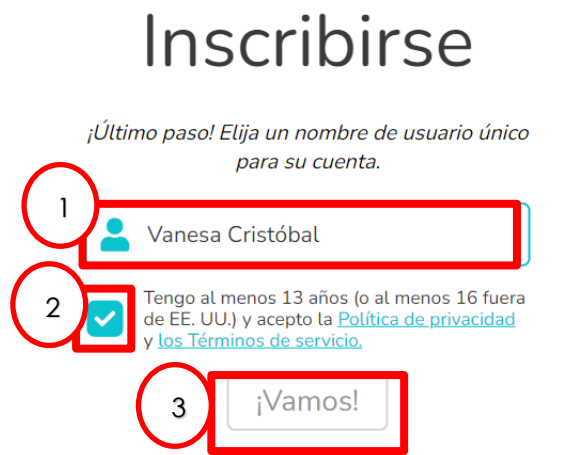 Inscribirse
¡Último paso! Elija un nombre de usuario único
para su cuenta.
1
Vanesa Cristóbal
2
Tengo al menos 13 años (o al menos 16 fuera
de EE. UU.) y acepto la Política de privacidad
y los Términos de servicio.
3
¡Vamos!